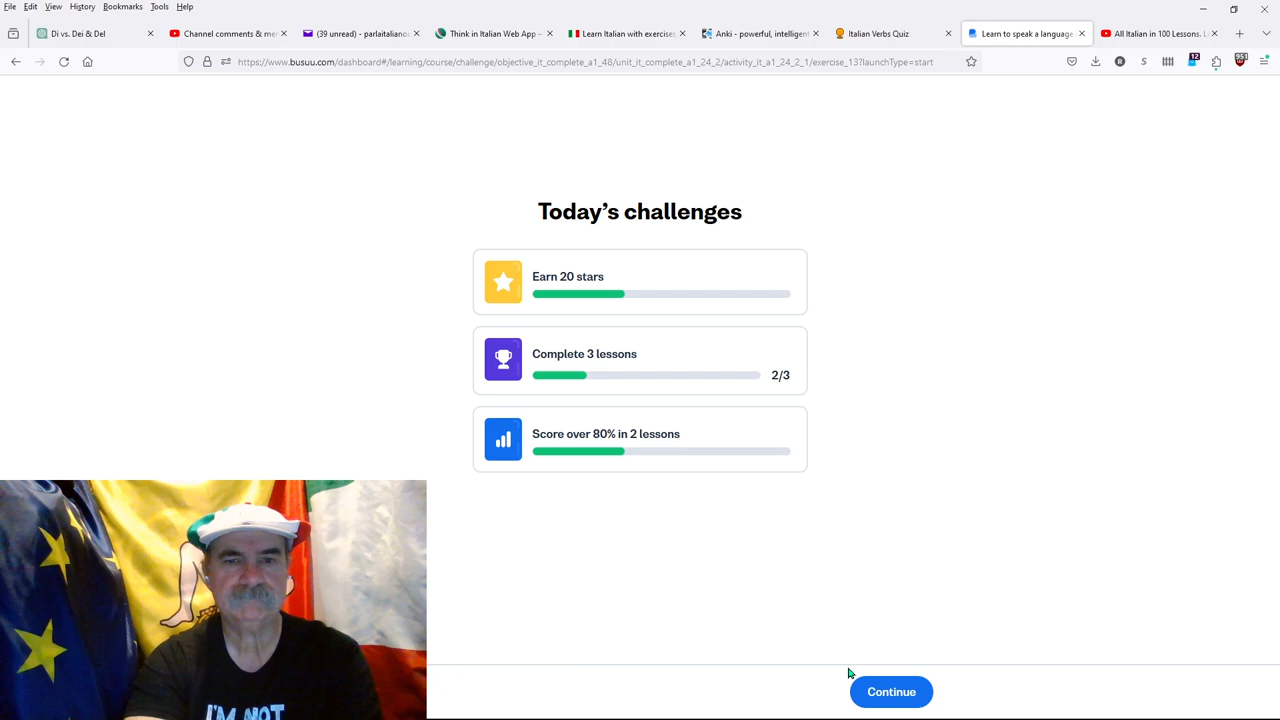 File Edit View History Bookmarks Tools Help
Di vs. Dei & Del
Channel comments & me
(39 unread) - parlaitaliano
Think in Italian Web App –
Learn Italian with exercises,
Anki - powerful, intelligent
Italian Verbs Quiz
Learn to speak a language
All Italian in 100 Lessons. L
https://www.busuu.com/dashboard#/learning/course/challenge/objective_it_complete_a1_48/unit_it_complete_a1_24_2/activity_it_a1_24_2_1/exercise_13?launchType=start
12
Today's challenges
Earn 20 stars
Complete 3 lessons
2/3
Score over 80% in 2 lessons
I'M NOT
Continue